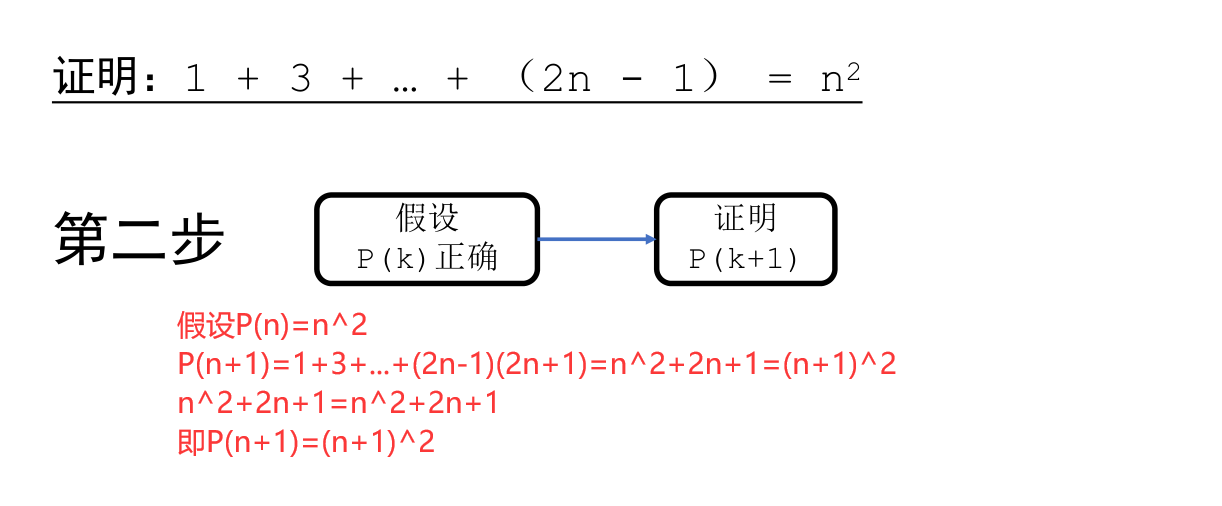 证明：1 + 3 + … + （2n - 1） = n²
第二步
假设
P(k)正确
证明
P(k+1)
假设P(n)=n^2
P(n+1)=1+3+...+(2n-1)(2n+1)=n^2+2n+1=(n+1)^2
n^2+2n+1=n^2+2n+1
即P(n+1)=(n+1)^2